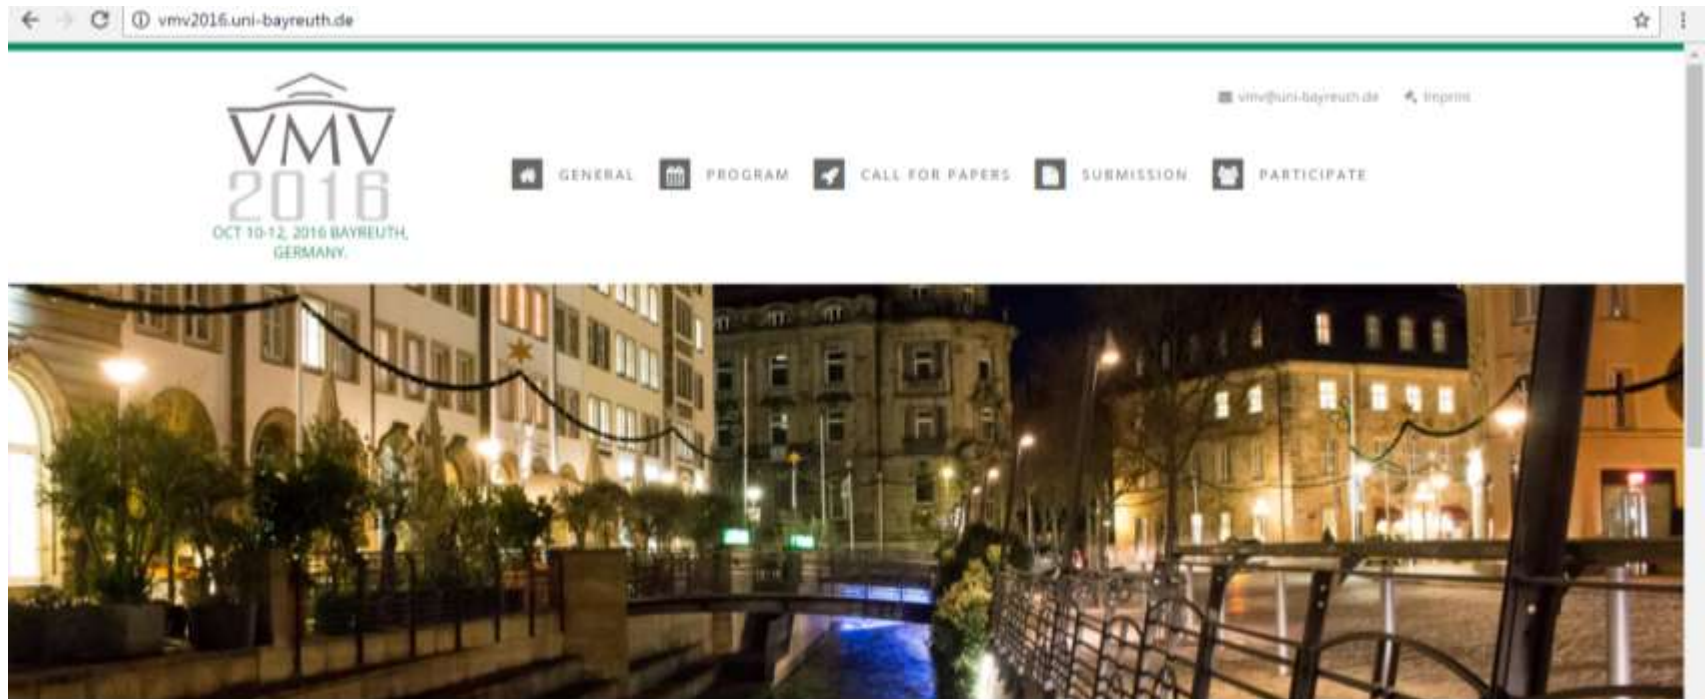 vmv2016.uni-bayreuth.de
vmv@uni-bayreuth.de Imprint
VMV
2016
OCT 10-12, 2016 BAYREUTH,
GERMANY.
GENERAL PROGRAM CALL FOR PAPERS SUBMISSION PARTICIPATE